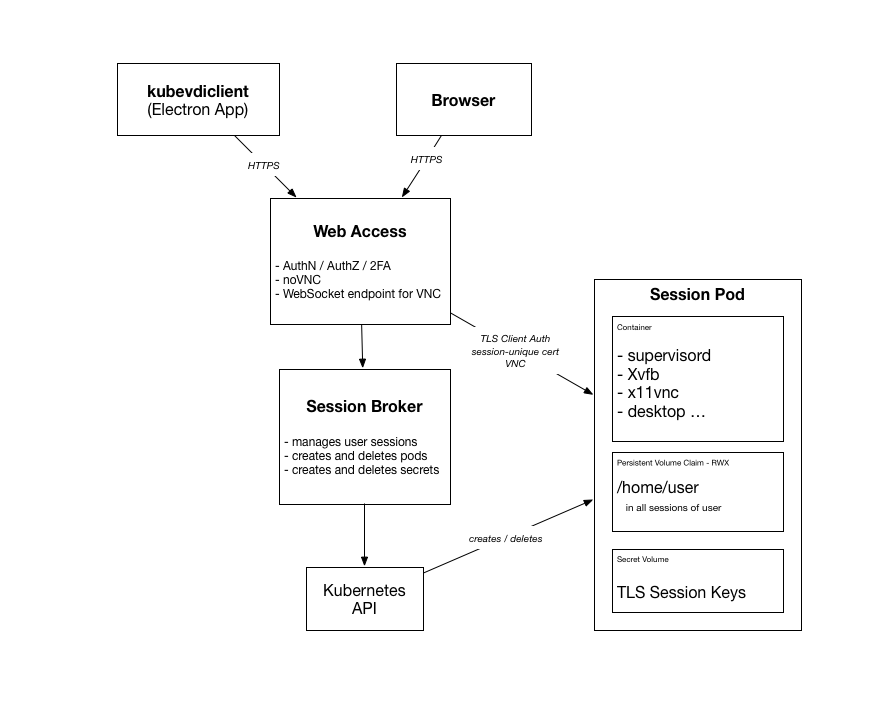 kubevdiclient
(Electron App)
Browser
HTTPS
HTTPS
Web Access
- AuthN / AuthZ / 2FA
- noVNC
- WebSocket endpoint for VNC
TLS Client Auth
session-unique cert
VNC
Session Broker
- manages user sessions
- creates and deletes pods
- creates and deletes secrets
creates / deletes
Kubernetes
API
Session Pod
Container
- supervisord
- Xvfb
- x11vnc
- desktop …
Persistent Volume Claim - RWX
/home/user
in all sessions of user
Secret Volume
TLS Session Keys